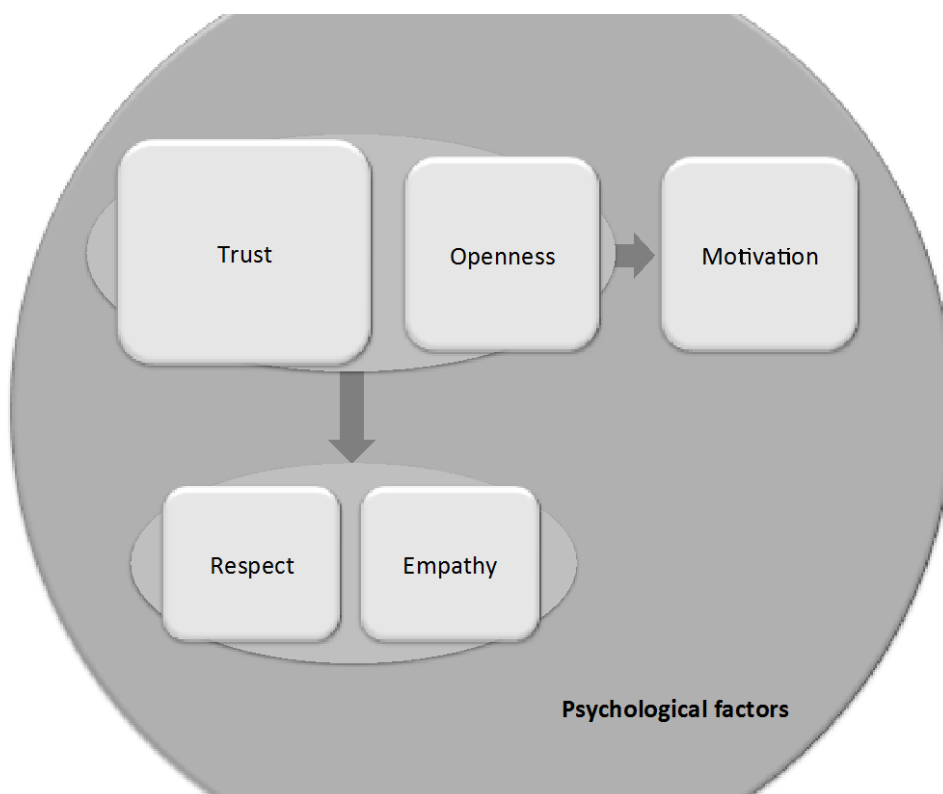 Trust
Openness
Motivation
Respect
Empathy
Psychological factors